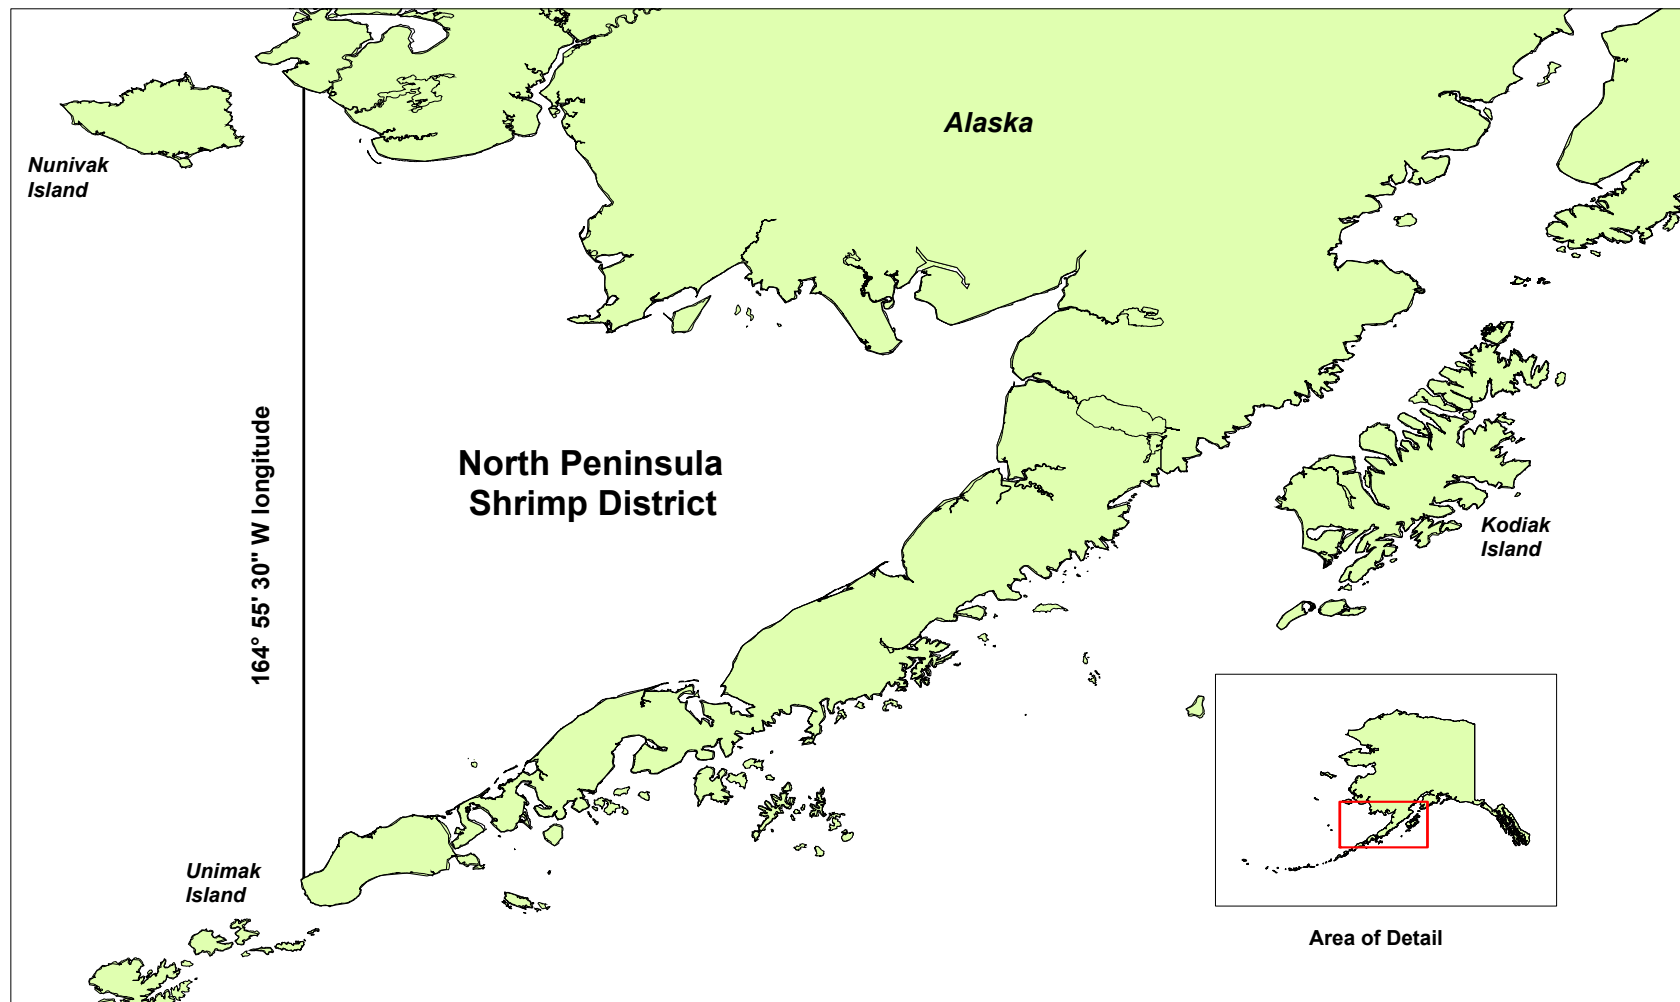 Alaska
Nunivak
Island
164° 55' 30" W longitude
North Peninsula
Shrimp District
Kodiak
Island
Unimak
Island
Area of Detail